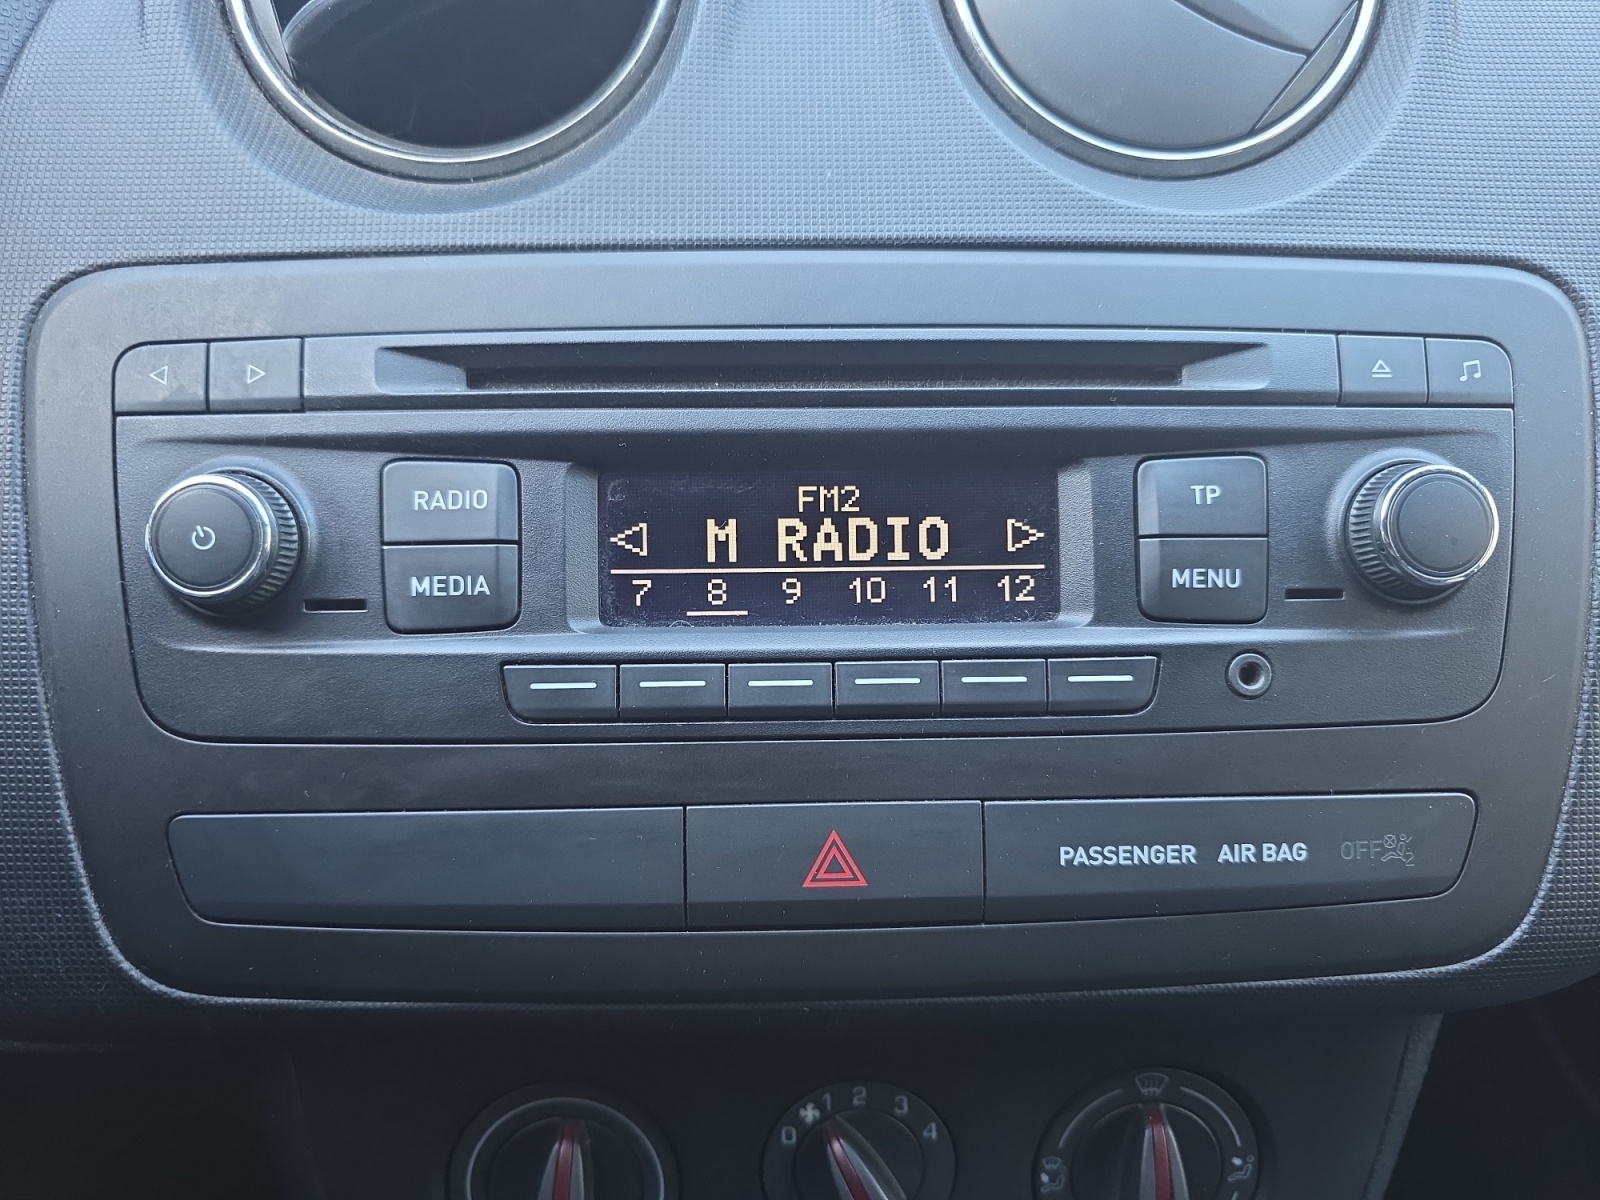 RADIO
MEDIA
FM2
M RADIO
7 8 9 10 11 12
TP
MENU
PASSENGER AIR BAG OFF 2
0 1 2 3 4